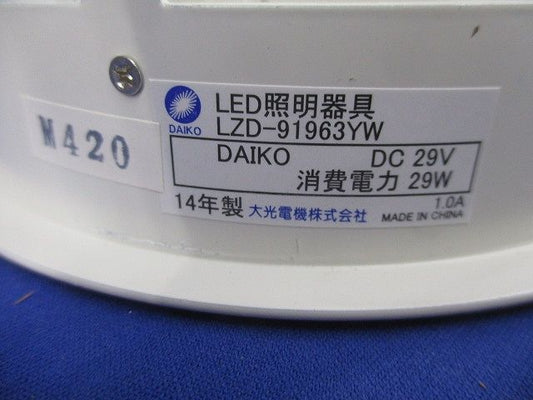 M420
DAIKO
LED照明器具
LZD-91963YW
DAIKO DC 29V
消費電力 29W
1.0A
14年製 大光電機株式会社 MADE IN CHINA